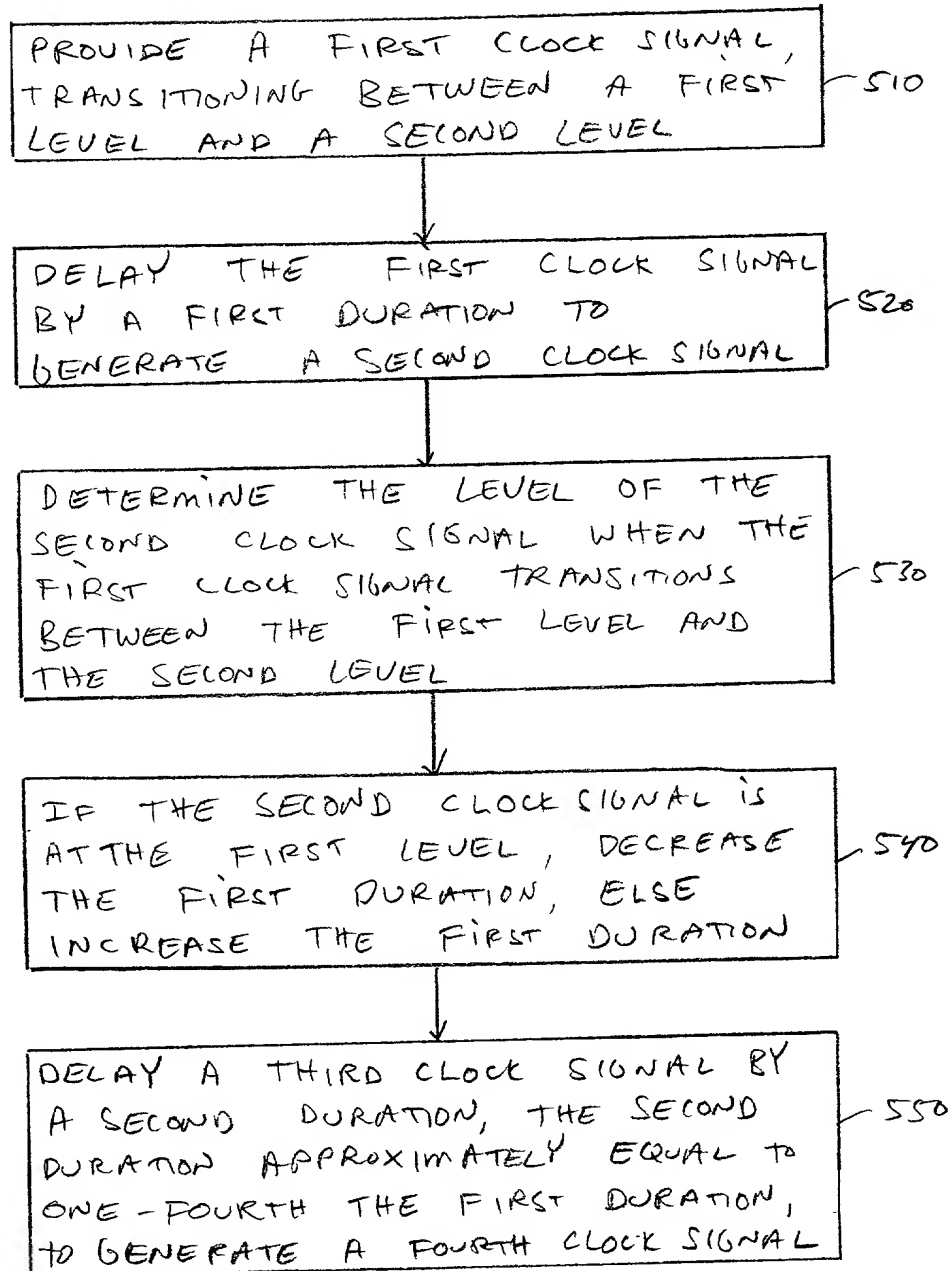 PROVIDE A FIRST CLOCK SIGNAL,
TRANSITIONING BETWEEN A FIRST
LEVEL AND A SECOND LEVEL
510
DELAY THE FIRST CLOCK SIGNAL
BY A FIRST DURATION TO
GENERATE A SECOND CLOCK SIGNAL
520
DETERMINE THE LEVEL OF THE
SECOND CLOCK SIGNAL WHEN THE
FIRST CLOCK SIGNAL TRANSITIONS
BETWEEN THE FIRST LEVEL AND
THE SECOND LEVEL
530
IF THE SECOND CLOCK SIGNAL IS
AT THE FIRST LEVEL, DECREASE
THE FIRST DURATION, ELSE
INCREASE THE FIRST DURATION
540
DELAY A THIRD CLOCK SIGNAL BY
A SECOND DURATION, THE SECOND
DURATION APPROXIMATELY EQUAL TO
ONE-FOURTH THE FIRST DURATION,
TO GENERATE A FOURTH CLOCK SIGNAL
550